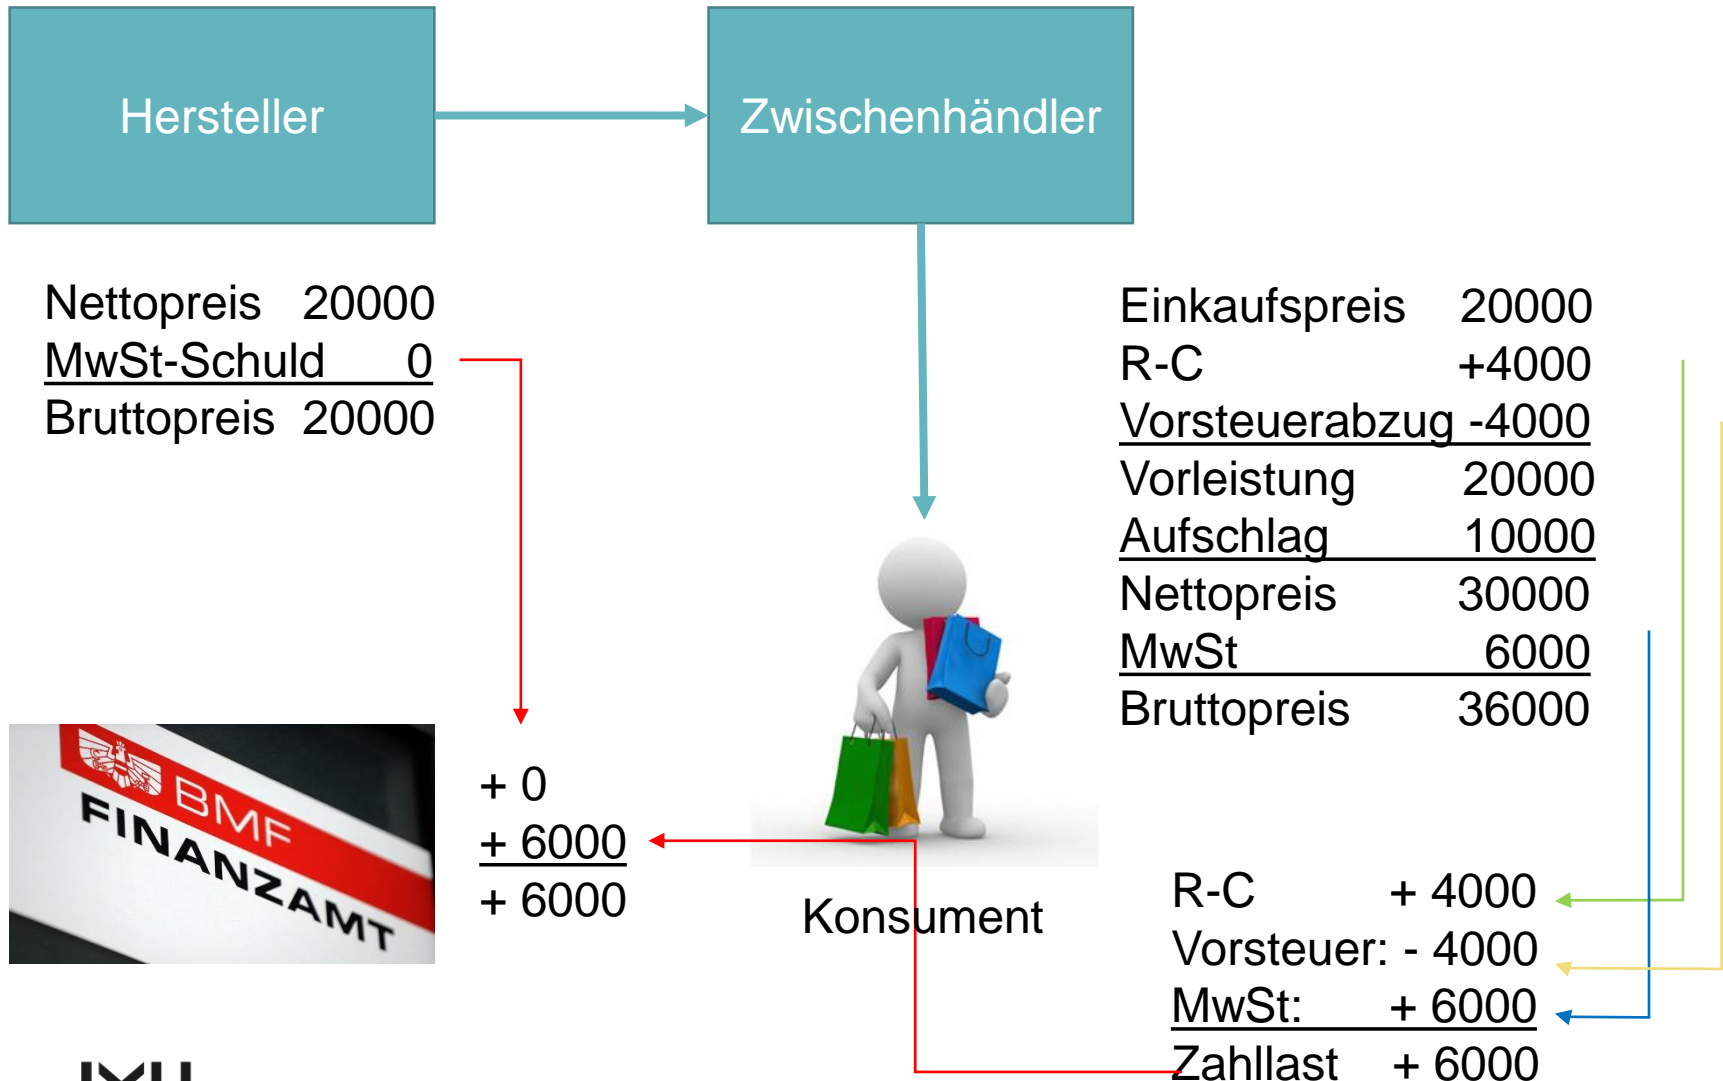 Hersteller
Zwischenhändler
Nettopreis 20000
MwSt-Schuld 0
Bruttopreis 20000
Einkaufspreis 20000
R-C +4000
Vorsteuerabzug -4000
Vorleistung 20000
Aufschlag 10000
Nettopreis 30000
MwSt 6000
Bruttopreis 36000
BMF
FINANZAMT
+ 0
+ 6000
+ 6000
Konsument
R-C + 4000
Vorsteuer: - 4000
MwSt: + 6000
Zahllast + 6000